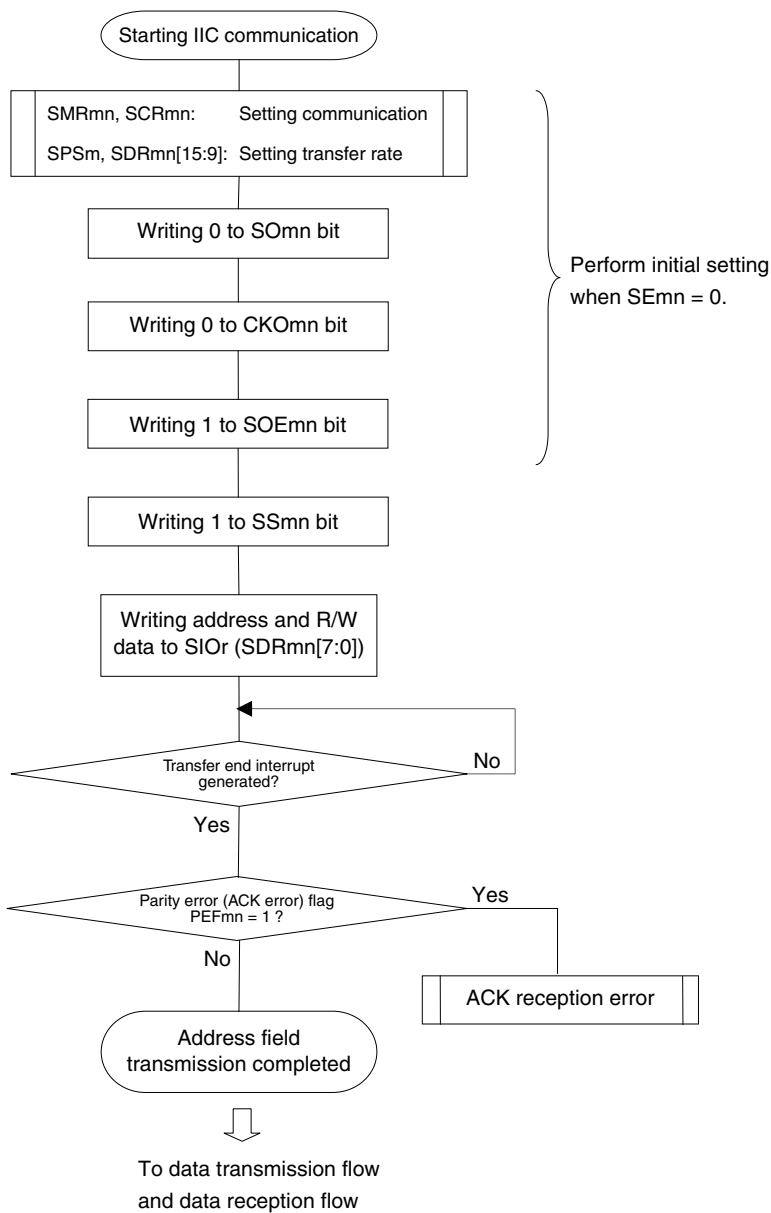 Starting IIC communication
SMRmn, SCRmn: Setting communication
SPSm, SDRmn[15:9]: Setting transfer rate
Writing 0 to SOmn bit
Perform initial setting
when SEmn = 0.
Writing 0 to CKOmn bit
Writing 1 to SOEmn bit
Writing 1 to SSmn bit
Writing address and R/W
data to SIOr (SDRmn[7:0])
Transfer end interrupt
generated?
No
Yes
Parity error (ACK error) flag
PEFmn = 1 ?
Yes
No
ACK reception error
Address field
transmission completed
To data transmission flow
and data reception flow